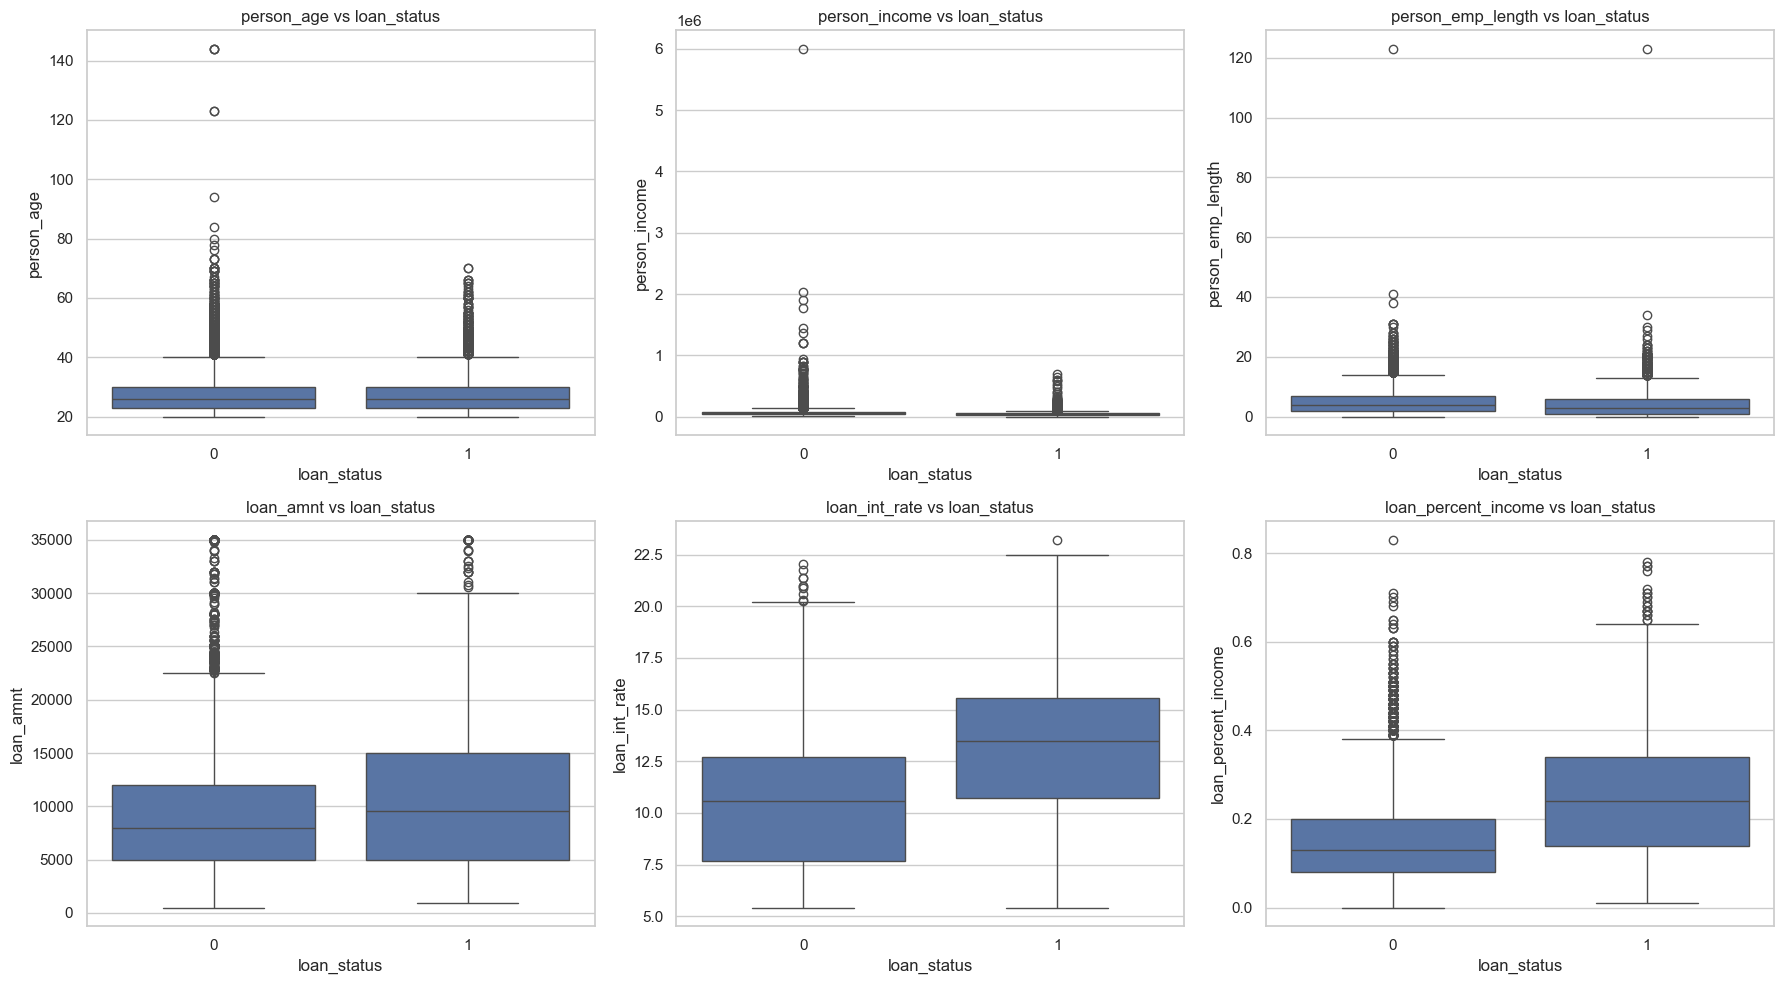 person_age vs loan_status
person_age
140
120
100
80
60
40
20
0
1
loan_status
person_income vs loan_status
1e6
person_income
6
5
4
3
2
1
0
0
1
loan_status
person_emp_length vs loan_status
person_emp_length
120
100
80
60
40
20
0
0
1
loan_status
loan_amnt vs loan_status
loan_amnt
35000
30000
25000
20000
15000
10000
5000
0
0
1
loan_status
loan_int_rate vs loan_status
loan_int_rate
22.5
20.0
17.5
15.0
12.5
10.0
7.5
5.0
0
1
loan_status
loan_percent_income vs loan_status
loan_percent_income
0.8
0.6
0.4
0.2
0.0
0
1
loan_status